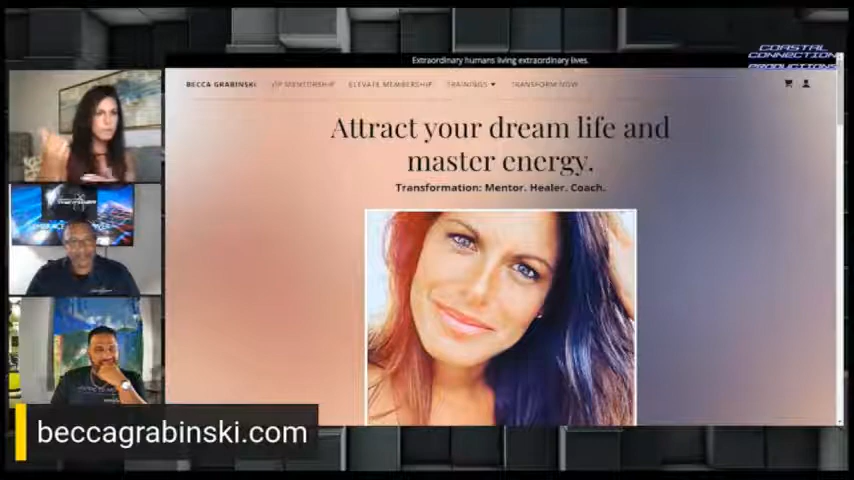 Extraordinary humans living extraordinary lives.
COASTAL
CONNECTION
PRODUCTIONS
BECCA GRABINSKI VIP MENTORSHIP ELEVATE MEMBERSHIP TRAININGS TRANSFORM NOW
Attract your dream life and
master energy.
Transformation: Mentor. Healer. Coach.
beccagrabinski.com